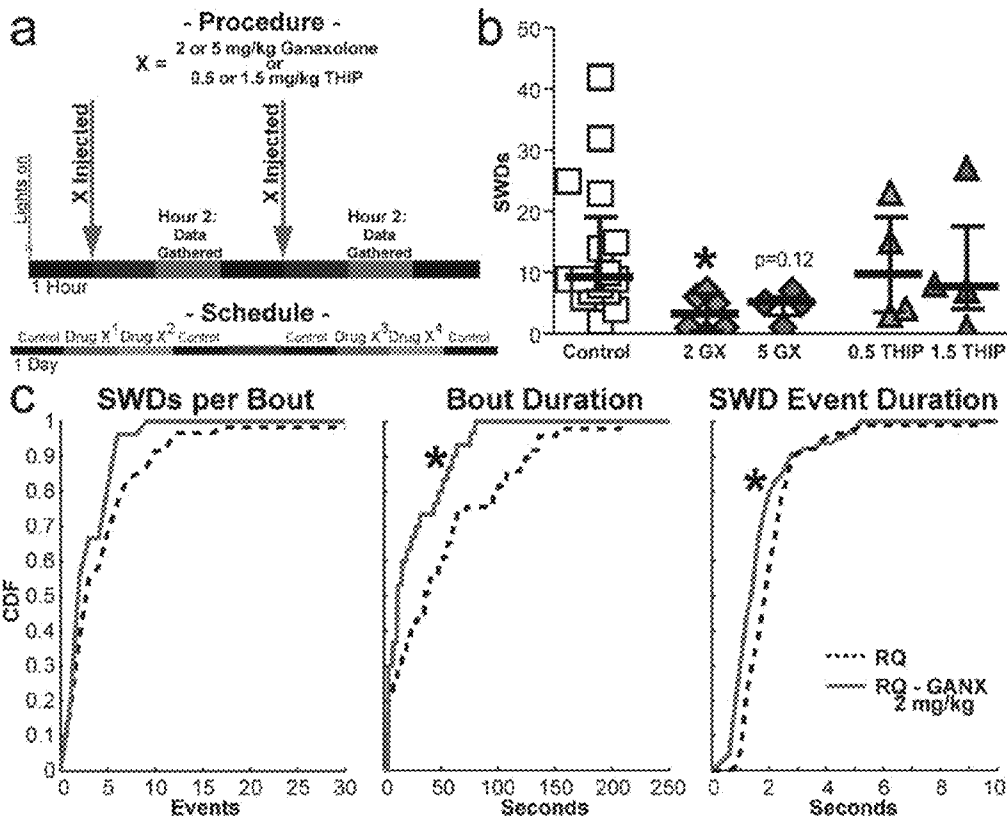 a
- Procedure -
X = 2 or 5 mg/kg Ganaxolone
or
0.5 or 1.5 mg/kg THIP
Lights on
X Injected
X Injected
Hour 2:
Data
Gathered
Hour 2:
Data
Gathered
1 Hour
- Schedule -
Control Drug X1 Drug X2 Control Control Drug X3 Drug X4 Control
1 Day
b
SWDs
50
40
30
20
10
0
*
p=0.12
Control 2 GX 5 GX 0.5 THIP 1.5 THIP
c
SWDs per Bout
Bout Duration
SWD Event Duration
CDF
1
0.9
0.8
0.7
0.6
0.5
0.4
0.3
0.2
0.1
0
*
*
RQ
RQ - GANX
2 mg/kg
0 5 10 15 20 25 30
Events
0 50 100 150 200 250
Seconds
0 2 4 6 8 10
Seconds